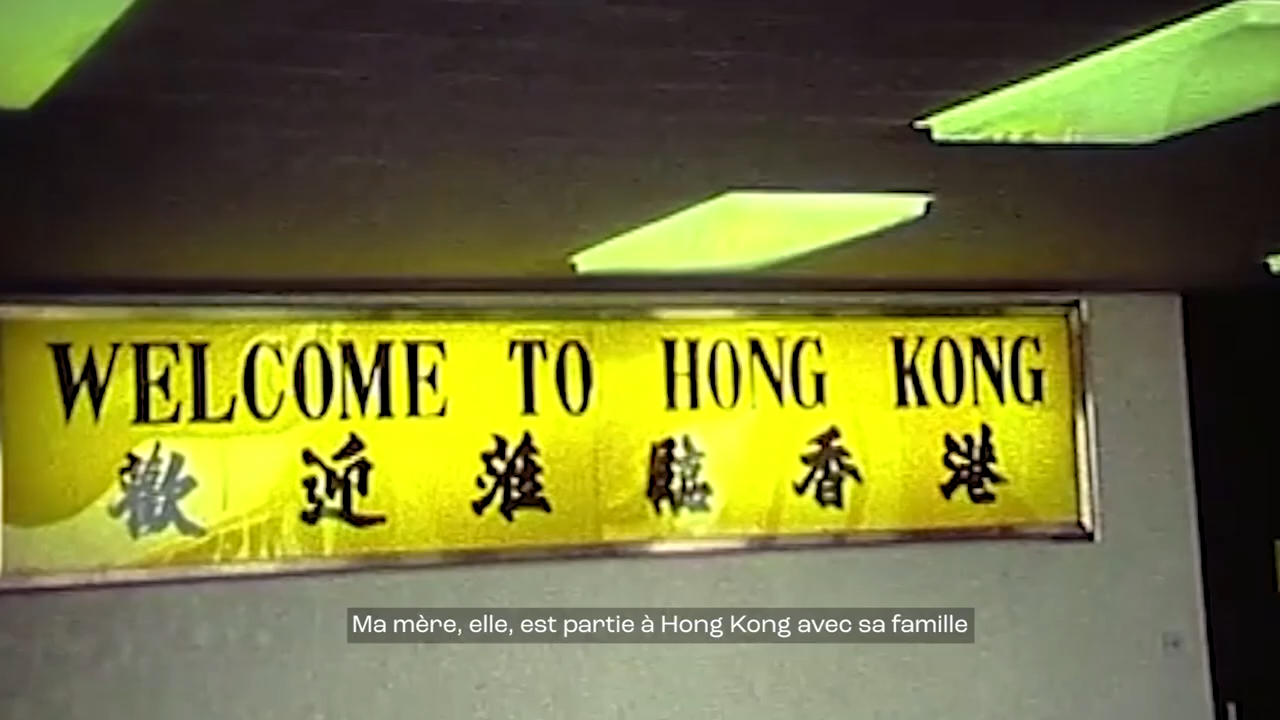 WELCOME TO HONG KONG
歡迎蒞臨香港
Ma mère, elle, est partie à Hong Kong avec sa famille